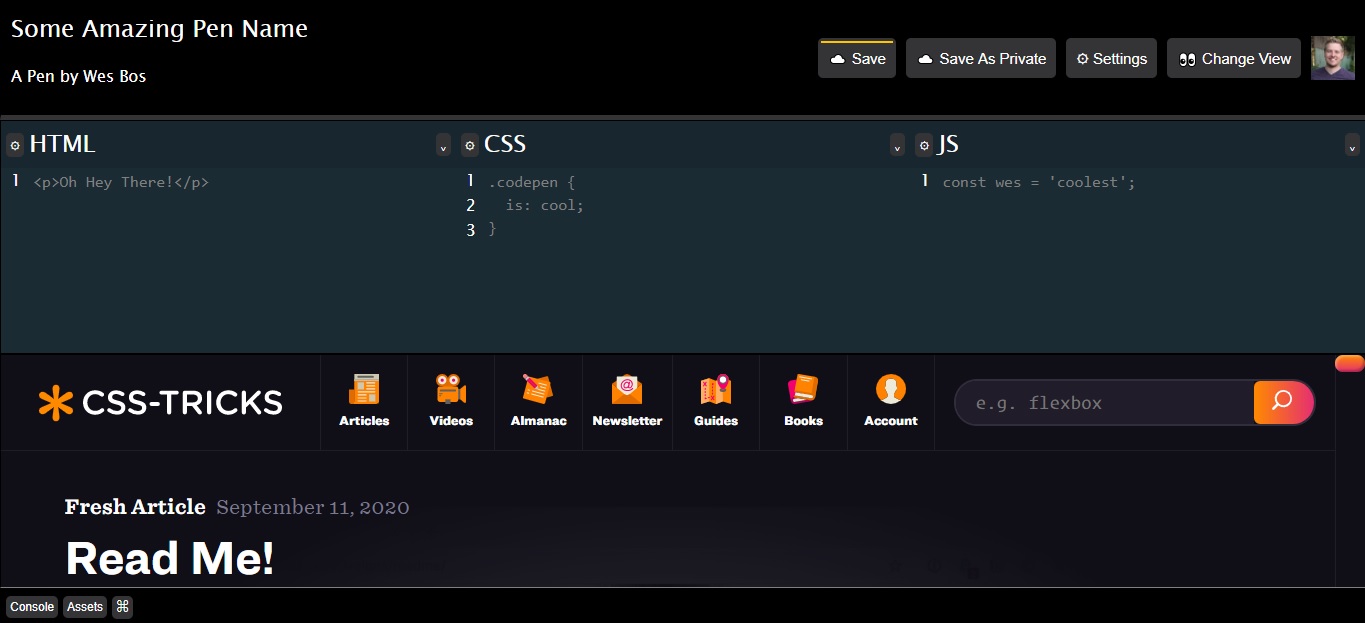 Some Amazing Pen Name
A Pen by Wes Bos
Save
Save As Private
⚙ Settings
👀 Change View
⚙ HTML
1 <p>Oh Hey There!</p>
⚙ CSS
1 .codepen {
2 is: cool;
3 }
⚙ JS
1 const wes = 'coolest';
CSS-TRICKS
Articles
Videos
Almanac
Newsletter
Guides
Books
Account
e.g. flexbox
Fresh Article September 11, 2020
Read Me!
Console Assets ⌘